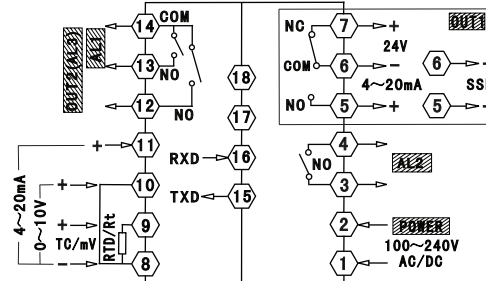 14
COM
OUT2(AL3)
AL1
13
NO
12
NO
11
+
4~20mA
0~10V
10
+
9
+
TC/mV
RTD/Rt
8
−
18
17
RXD
16
TXD
15
NC
7
+
OUT1
24V
COM
6
−
4~20mA
NO
5
+
6
−
SS
5
−
4
NO
AL2
3
2
POWER
100~240V
AC/DC
1